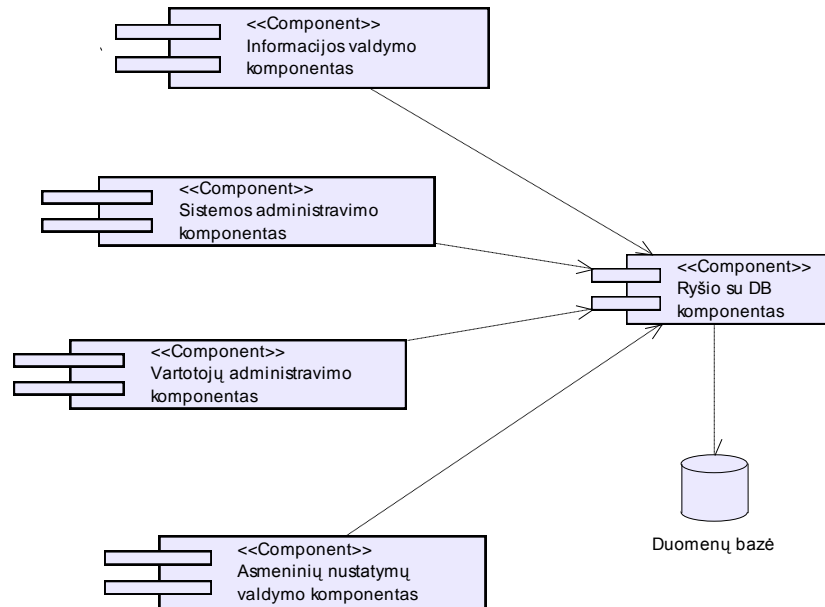 <<Component>>
Informacijos valdymo
komponentas
<<Component>>
Sistemos administravimo
komponentas
<<Component>>
Ryšio su DB
komponentas
<<Component>>
Vartotojų administravimo
komponentas
Duomenų bazė
<<Component>>
Asmeninių nustatymų
valdymo komponentas